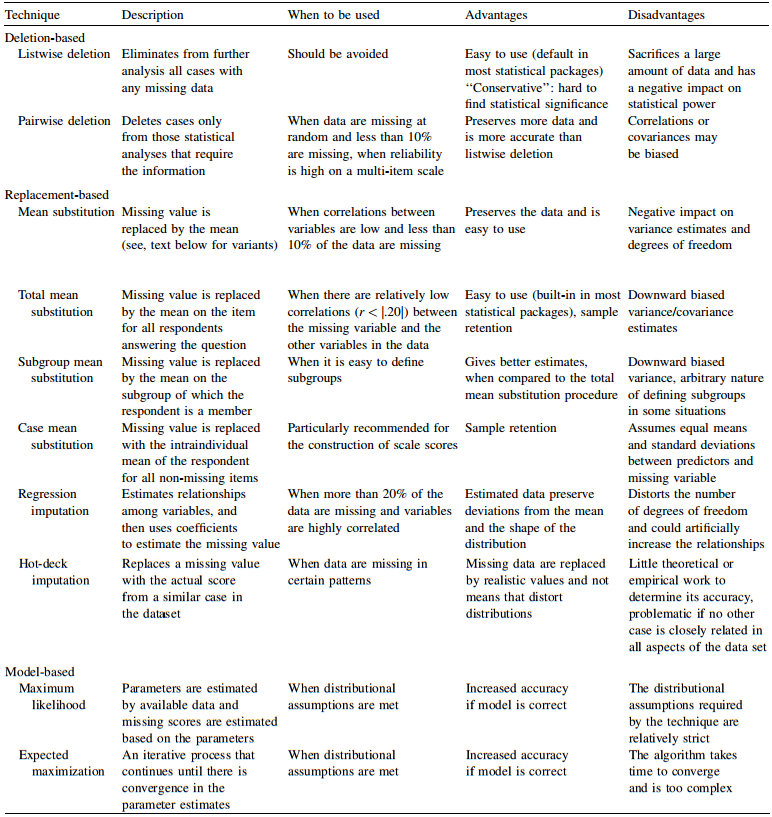 Technique Description When to be used Advantages Disadvantages
Deletion-based
Listwise deletion Eliminates from further Should be avoided Easy to use (default in Sacrifices a large
analysis all cases with most statistical packages) amount of data and has
any missing data “Conservative”: hard to a negative impact on
find statistical significance statistical power
Pairwise deletion Deletes cases only When data are missing at Preserves more data and Correlations or
from those statistical random and less than 10% is more accurate than covariances may
analyses that require are missing, when reliability listwise deletion be biased
the information is high on a multi-item scale
Replacement-based
Mean substitution Missing value is When correlations between Preserves the data and is Negative impact on
replaced by the mean variables are low and less than easy to use variance estimates and
(see, text below for variants) 10% of the data are missing degrees of freedom
Total mean Missing value is replaced When there are relatively low Easy to use (built-in in most Downward biased
substitution by the mean on the item correlations (r < |.20|) between statistical packages), sample variance/covariance
for all respondents the missing variable and the retention estimates
answering the question other variables in the data
Subgroup mean Missing value is replaced When it is easy to define Gives better estimates, Downward biased
substitution by the mean on the subgroups when compared to the total variance, arbitrary nature
subgroup of which the mean substitution procedure of defining subgroups
respondent is a member in some situations
Case mean Missing value is replaced Particularly recommended for Sample retention Assumes equal means
substitution with the intraindividual the construction of scale scores and standard deviations
mean of the respondent between predictors and
for all non-missing items missing variable
Regression Estimates relationships When more than 20% of the Estimated data preserve Distorts the number
imputation among variables, and data are missing and variables deviations from the mean of degrees of freedom
then uses coefficients are highly correlated and the shape of the and could artificially
to estimate the missing value distribution increase the relationships
Hot-deck Replaces a missing value When data are missing in Missing data are replaced Little theoretical or
imputation with the actual score certain patterns by realistic values and not empirical work to
from a similar case in means that distort determine its accuracy,
the dataset distributions problematic if no other
case is closely related in
all aspects of the data set
Model-based
Maximum Parameters are estimated When distributional Increased accuracy The distributional
likelihood by available data and assumptions are met if model is correct assumptions required
missing scores are estimated by the technique are
based on the parameters relatively strict
Expected An iterative process that When distributional Increased accuracy The algorithm takes
maximization continues until there is assumptions are met if model is correct time to converge
convergence in the and is too complex
parameter estimates